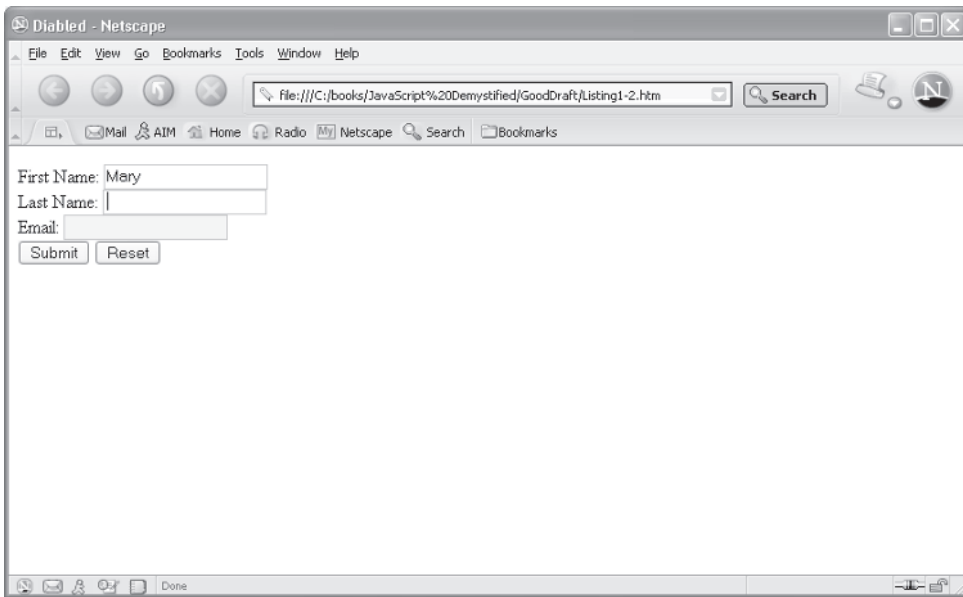 Diabled - Netscape
File Edit View Go Bookmarks Tools Window Help
file:///C:/books/JavaScript%20Demystified/GoodDraft/Listing1-2.htm Search N
Mail AIM Home Radio My Netscape Search Bookmarks
First Name: Mary
Last Name:
Email:
Submit Reset
Done